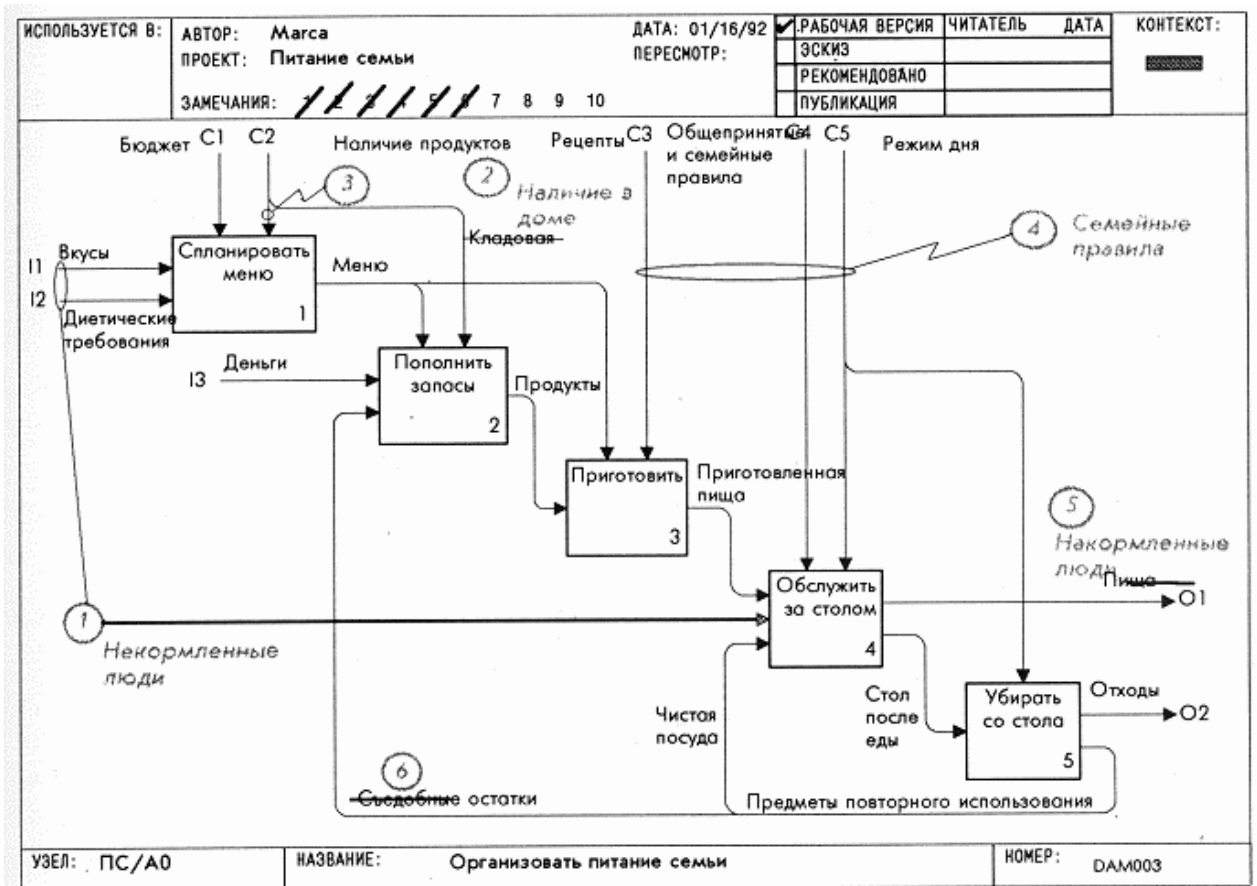 ИСПОЛЬЗУЕТСЯ В:
АВТОР: Marca
ПРОЕКТ: Питание семьи
ДАТА: 01/16/92
ПЕРЕСМОТР:
ЗАМЕЧАНИЯ: 1 2 3 4 5 6 7 8 9 10
РАБОЧАЯ ВЕРСИЯ
ЭСКИЗ
РЕКОМЕНДОВАНО
ПУБЛИКАЦИЯ
ЧИТАТЕЛЬ ДАТА
КОНТЕКСТ:
Бюджет C1 C2 Наличие продуктов
Рецепты C3
Общепринятые
и семейные
правила
C4 C5 Режим дня
3
2
Наличие в
доме
Кладовая
4
Семейные
правила
I1 Вкусы
I2
Диетические
требования
Спланировать
меню
1
Меню
I3 Деньги
Пополнить
запасы
2
Продукты
Приготовить
3
Приготовленная
пища
5
Накормленные
люди
Пища
O1
Обслужить
за столом
4
1
Некормленные
люди
Чистая
посуда
Стол
после
еды
Убирать
со стола
5
Отходы
O2
6
Съедобные остатки
Предметы повторного использования
УЗЕЛ: ПС/A0
НАЗВАНИЕ: Организовать питание семьи
НОМЕР: DAM003